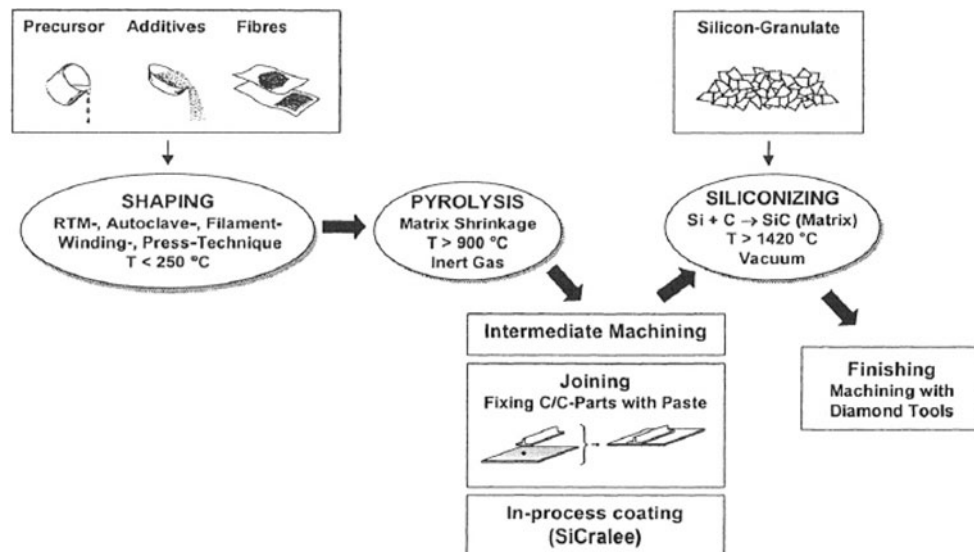 Precursor Additives Fibres
Silicon-Granulate
SHAPING
RTM-, Autoclave-, Filament-
Winding-, Press-Technique
T < 250 °C
PYROLYSIS
Matrix Shrinkage
T > 900 °C
Inert Gas
SILICONIZING
Si + C → SiC (Matrix)
T > 1420 °C
Vacuum
Intermediate Machining
Joining
Fixing C/C-Parts with Paste
In-process coating
(SiCralee)
Finishing
Machining with
Diamond Tools